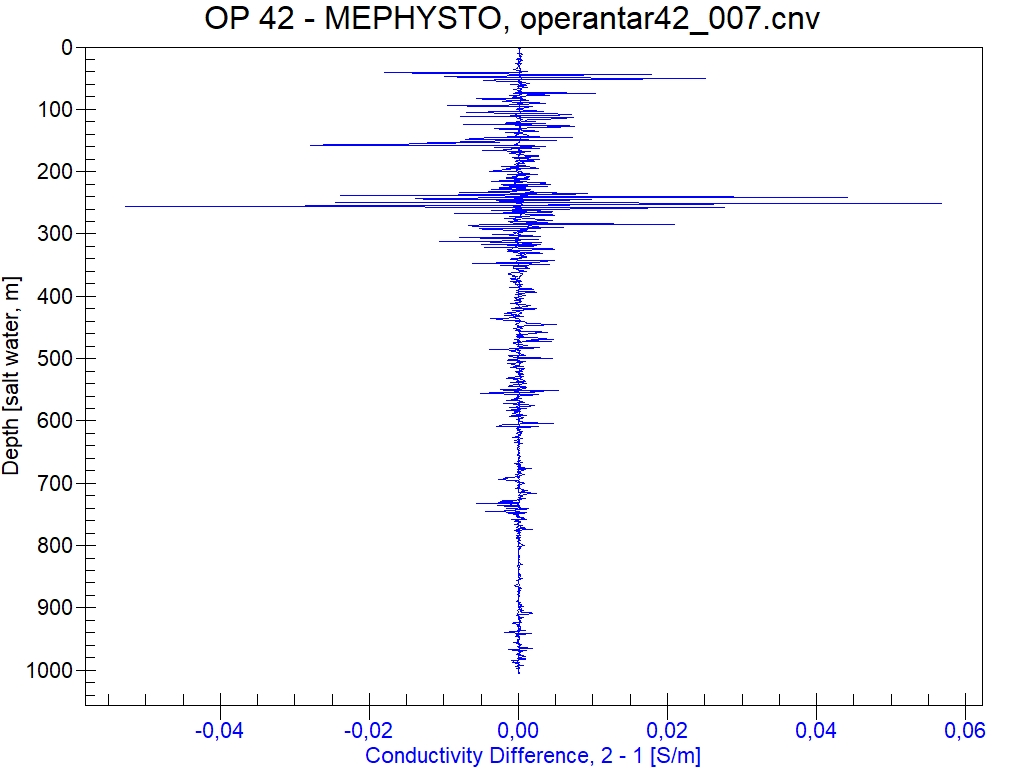 OP 42 - MEPHYSTO, operantar42_007.cnv
0
100
200
300
400
500
600
700
800
900
1000
Depth [salt water, m]
-0,04 -0,02 0,00 0,02 0,04 0,06
Conductivity Difference, 2 - 1 [S/m]